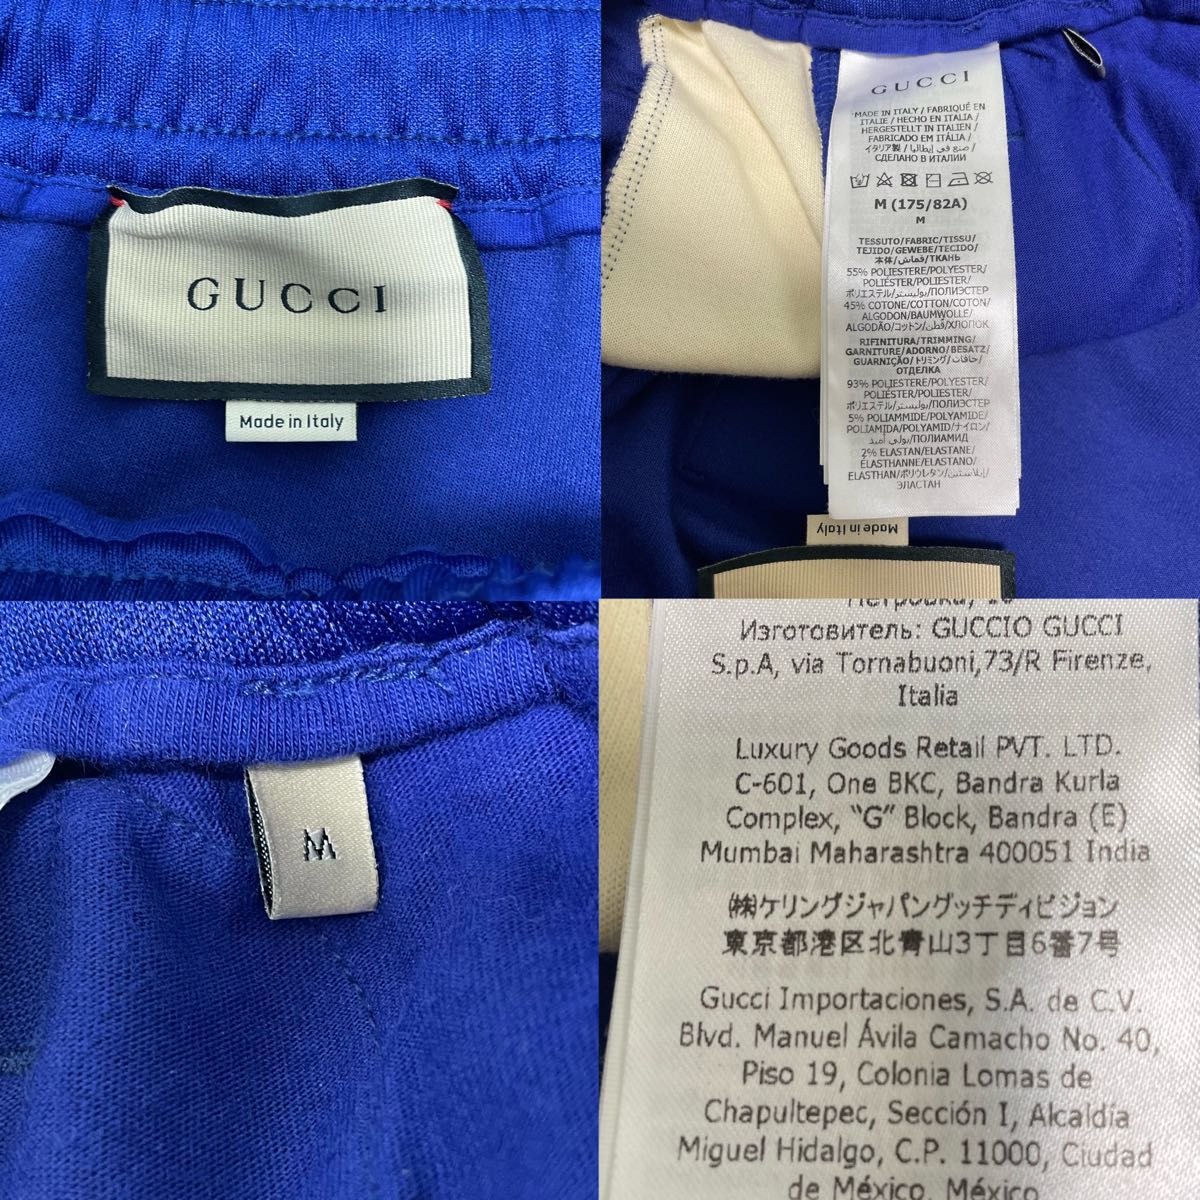 GUCCI
Made in Italy
GUCCI
MADE IN ITALY / FABRIQUÉ EN
ITALIE / HECHO EN ITALIA /
HERGESTELLT IN ITALIEN /
FABRICADO EM ITÁLIA /
イタリア製 / صنع في إيطاليا /
СДЕЛАНО В ИТАЛИИ
M (175/82A)
M
TESSUTO/FABRIC/TISSU/
TEJIDO/GEWEBE/TECIDO/
本体/قماش/ТКАНЬ
55% POLIESTERE/POLYESTER/
POLIÉSTER/POLYESTER/
ポリエステル/بوليستر/ПОЛИЭСТЕР
45% COTONE/COTTON/COTON/
ALGODON/BAUMWOLLE/
ALGODÃO/コットン/قطن/ХЛОПОК
RIFINITURA/TRIMMING/
GARNITURE/ADORNO/BESATZ/
GUARNIÇÃO/トリミング/حافات/
ОТДЕЛКА
93% POLIESTERE/POLYESTER/
POLIÉSTER/POLIESTER/
ポリエステル/بوليستر/ПОЛИЭСТЕР
5% POLIAMMIDE/POLYAMIDE/
POLIAMIDA/POLYAMID/ナイロン/
بولي أميد/ПОЛИАМИД
2% ELASTAN/ELASTANE/
ÉLASTHANNE/ELASTANO/
ELASTHAN/ポリウレタン/إيلاستين/
ЭЛАСТАН
Made in Italy
M
Изготовитель: GUCCIO GUCCI
S.p.A, via Tornabuoni,73/R Firenze,
Italia
Luxury Goods Retail PVT. LTD.
C-601, One BKC, Bandra Kurla
Complex, “G” Block, Bandra (E)
Mumbai Maharashtra 400051 India
㈱ケリングジャパングッチディビジョン
東京都港区北青山3丁目6番7号
Gucci Importaciones, S.A. de C.V.
Blvd. Manuel Ávila Camacho No. 40,
Piso 19, Colonia Lomas de
Chapultepec, Sección I, Alcaldía
Miguel Hidalgo, C.P. 11000, Ciudad
de México, México